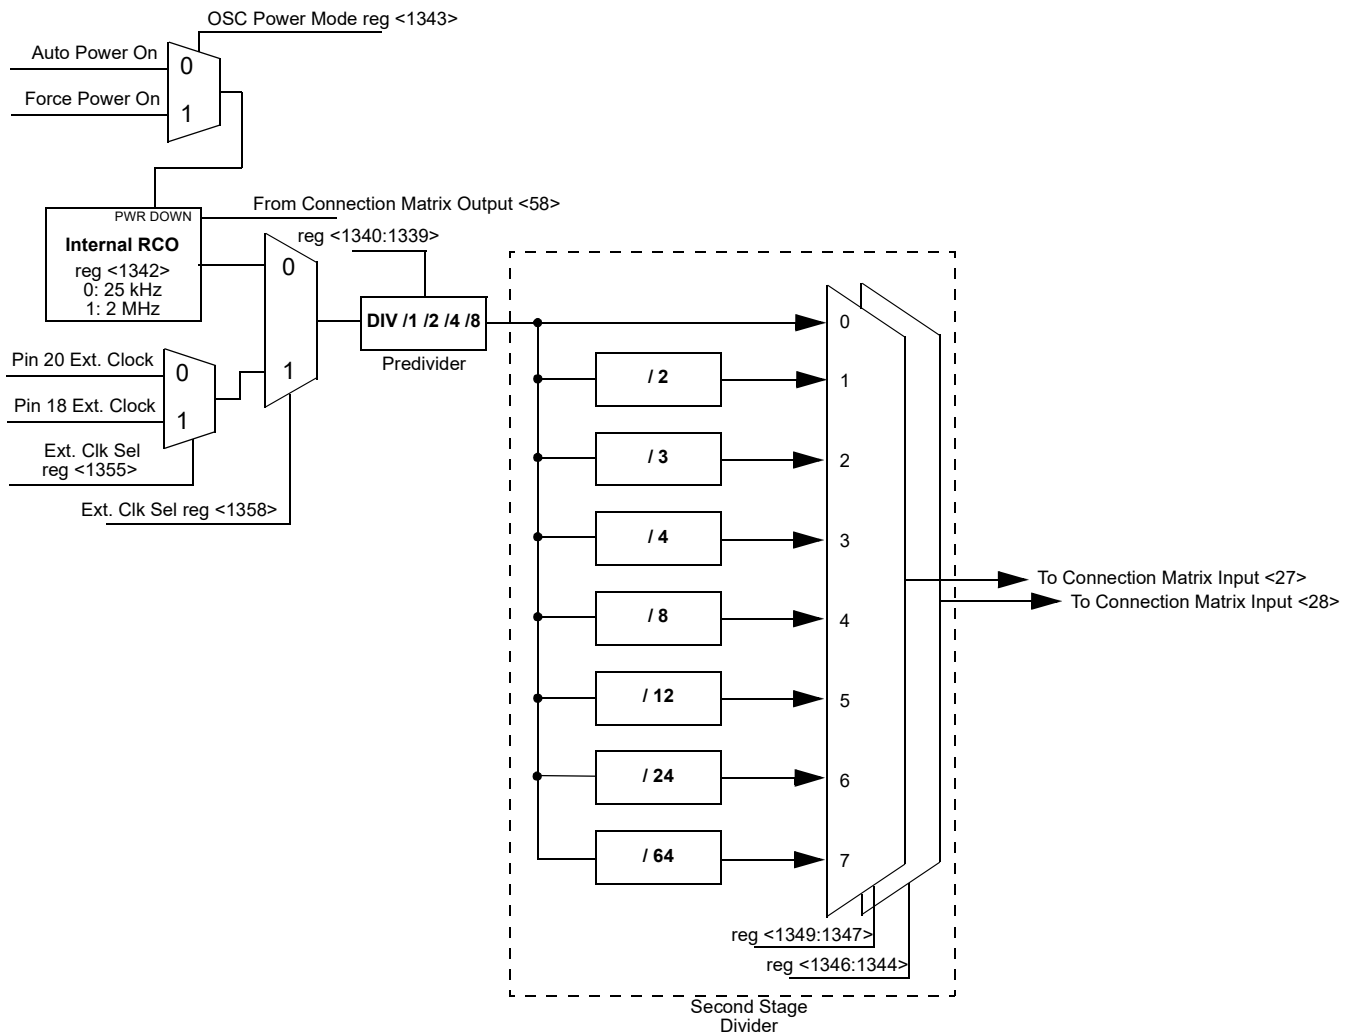 OSC Power Mode reg <1343>
Auto Power On
0
Force Power On
1
PWR DOWN
From Connection Matrix Output <58>
Internal RCO
reg <1342>
0: 25 kHz
1: 2 MHz
reg <1340:1339>
0
1
DIV /1 /2 /4 /8
Predivider
Pin 20 Ext. Clock
0
Pin 18 Ext. Clock
1
Ext. Clk Sel
reg <1355>
Ext. Clk Sel reg <1358>
0
/ 2
1
/ 3
2
/ 4
3
/ 8
4
/ 12
5
/ 24
6
/ 64
7
To Connection Matrix Input <27>
To Connection Matrix Input <28>
reg <1349:1347>
reg <1346:1344>
Second Stage
Divider